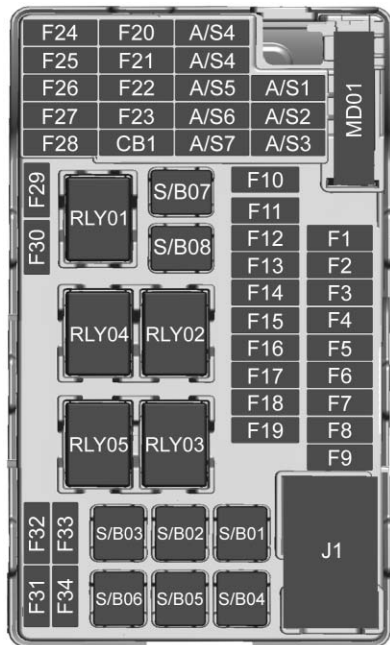 F24 F20 A/S4
F25 F21 A/S4
F26 F22 A/S5 A/S1
F27 F23 A/S6 A/S2
F28 CB1 A/S7 A/S3
MD01
F29
F30
RLY01
S/B07
S/B08
F10
F11
F12 F1
F13 F2
F14 F3
F15 F4
F16 F5
F17 F6
F18 F7
F19 F8
F9
RLY04 RLY02
RLY05 RLY03
F32 F33
F31 F34
S/B03 S/B02 S/B01
S/B06 S/B05 S/B04
J1